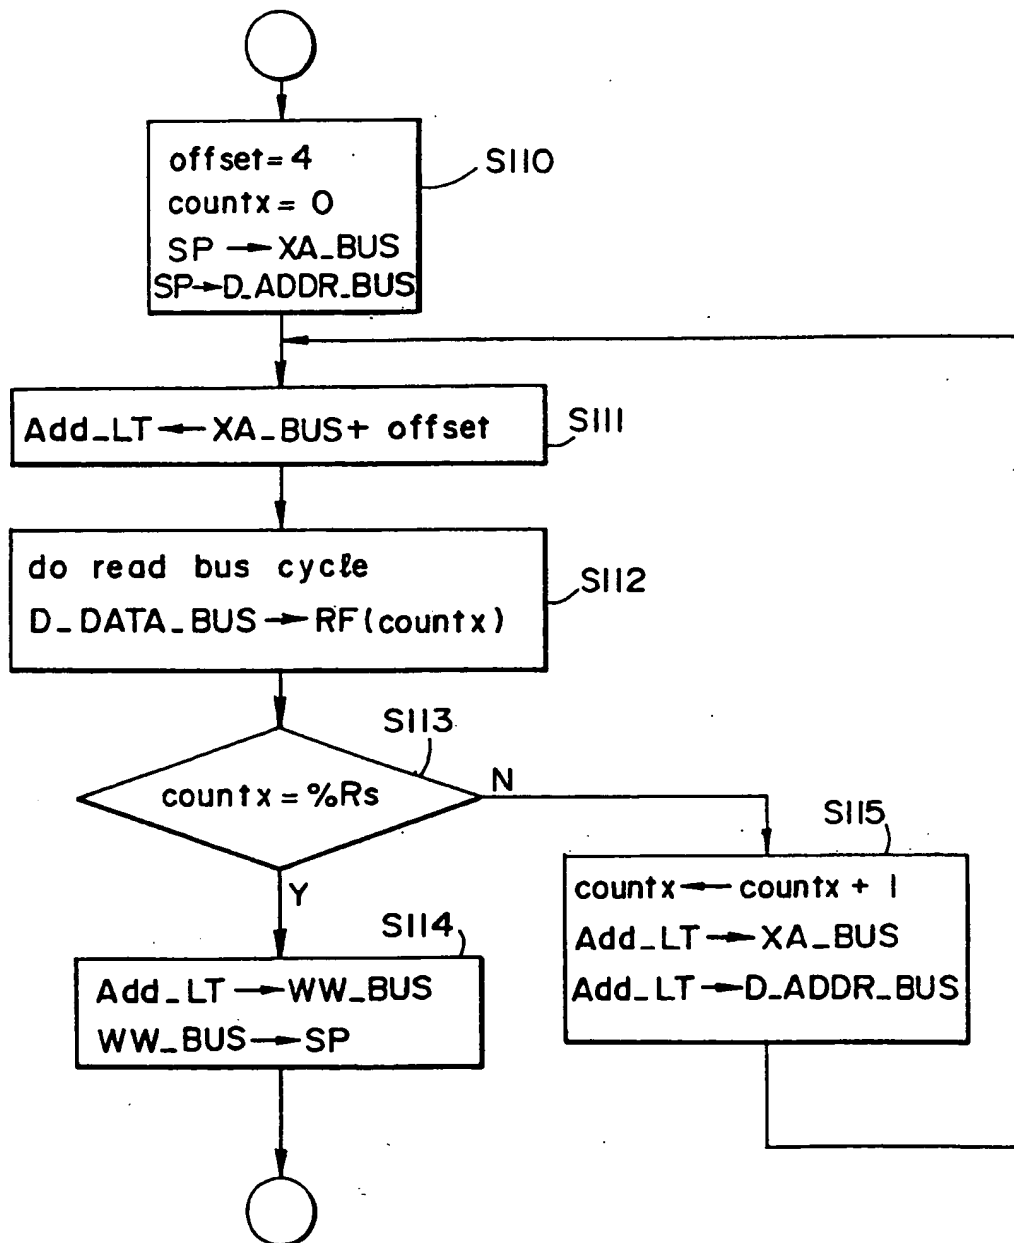 offset=4
countx = 0
SP → XA_BUS
SP→D_ADDR_BUS
S110
Add_LT ← XA_BUS+ offset
S111
do read bus cycle
D_DATA_BUS → RF(countx)
S112
S113
countx = %Rs
N
Y
S115
countx ← countx + 1
Add_LT → XA_BUS
Add_LT → D_ADDR_BUS
S114
Add_LT → WW_BUS
WW_BUS → SP